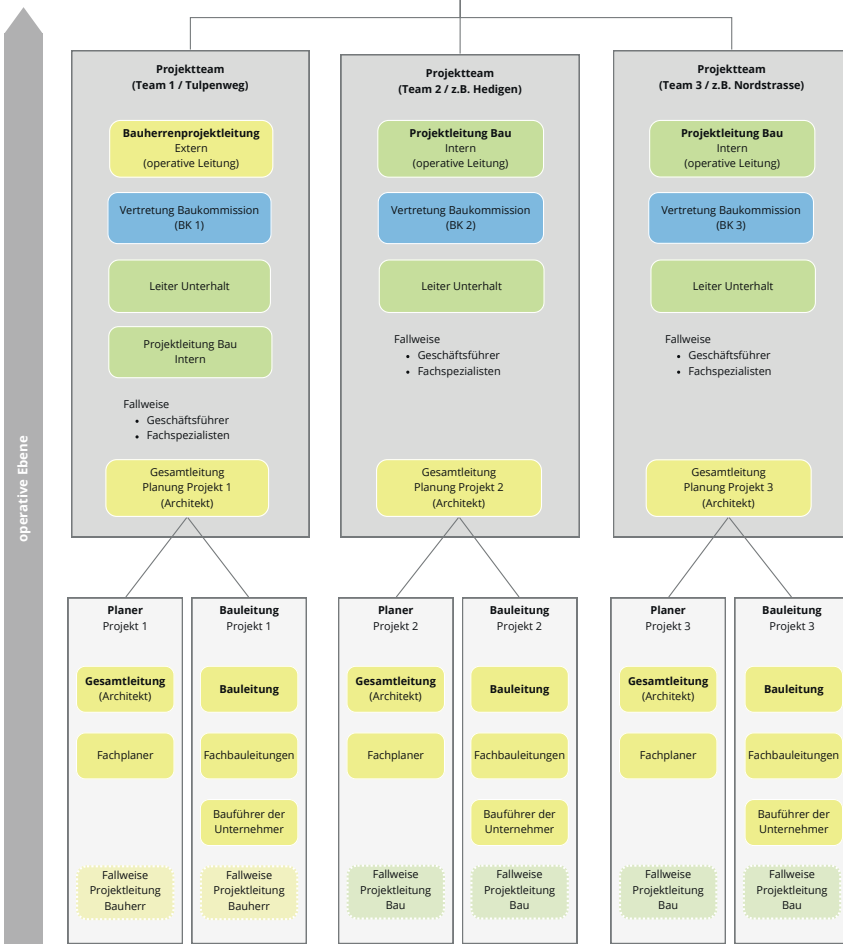 operative Ebene
Projektteam
(Team 1 / Tulpenweg)
Bauherrenprojektleitung
Extern
(operative Leitung)
Vertretung Baukommission
(BK 1)
Leiter Unterhalt
Projektleitung Bau
Intern
Fallweise
• Geschäftsführer
• Fachspezialisten
Gesamtleitung
Planung Projekt 1
(Architekt)
Projektteam
(Team 2 / z.B. Hedigen)
Projektleitung Bau
Intern
(operative Leitung)
Vertretung Baukommission
(BK 2)
Leiter Unterhalt
Fallweise
• Geschäftsführer
• Fachspezialisten
Gesamtleitung
Planung Projekt 2
(Architekt)
Projektteam
(Team 3 / z.B. Nordstrasse)
Projektleitung Bau
Intern
(operative Leitung)
Vertretung Baukommission
(BK 3)
Leiter Unterhalt
Fallweise
• Geschäftsführer
• Fachspezialisten
Gesamtleitung
Planung Projekt 3
(Architekt)
Planer
Projekt 1
Gesamtleitung
(Architekt)
Fachplaner
Fallweise
Projektleitung
Bauherr
Bauleitung
Projekt 1
Bauleitung
Fachbauleitungen
Bauführer der
Unternehmer
Fallweise
Projektleitung
Bauherr
Planer
Projekt 2
Gesamtleitung
(Architekt)
Fachplaner
Fallweise
Projektleitung
Bau
Bauleitung
Projekt 2
Bauleitung
Fachbauleitungen
Bauführer der
Unternehmer
Fallweise
Projektleitung
Bau
Planer
Projekt 3
Gesamtleitung
(Architekt)
Fachplaner
Fallweise
Projektleitung
Bau
Bauleitung
Projekt 3
Bauleitung
Fachbauleitungen
Bauführer der
Unternehmer
Fallweise
Projektleitung
Bau